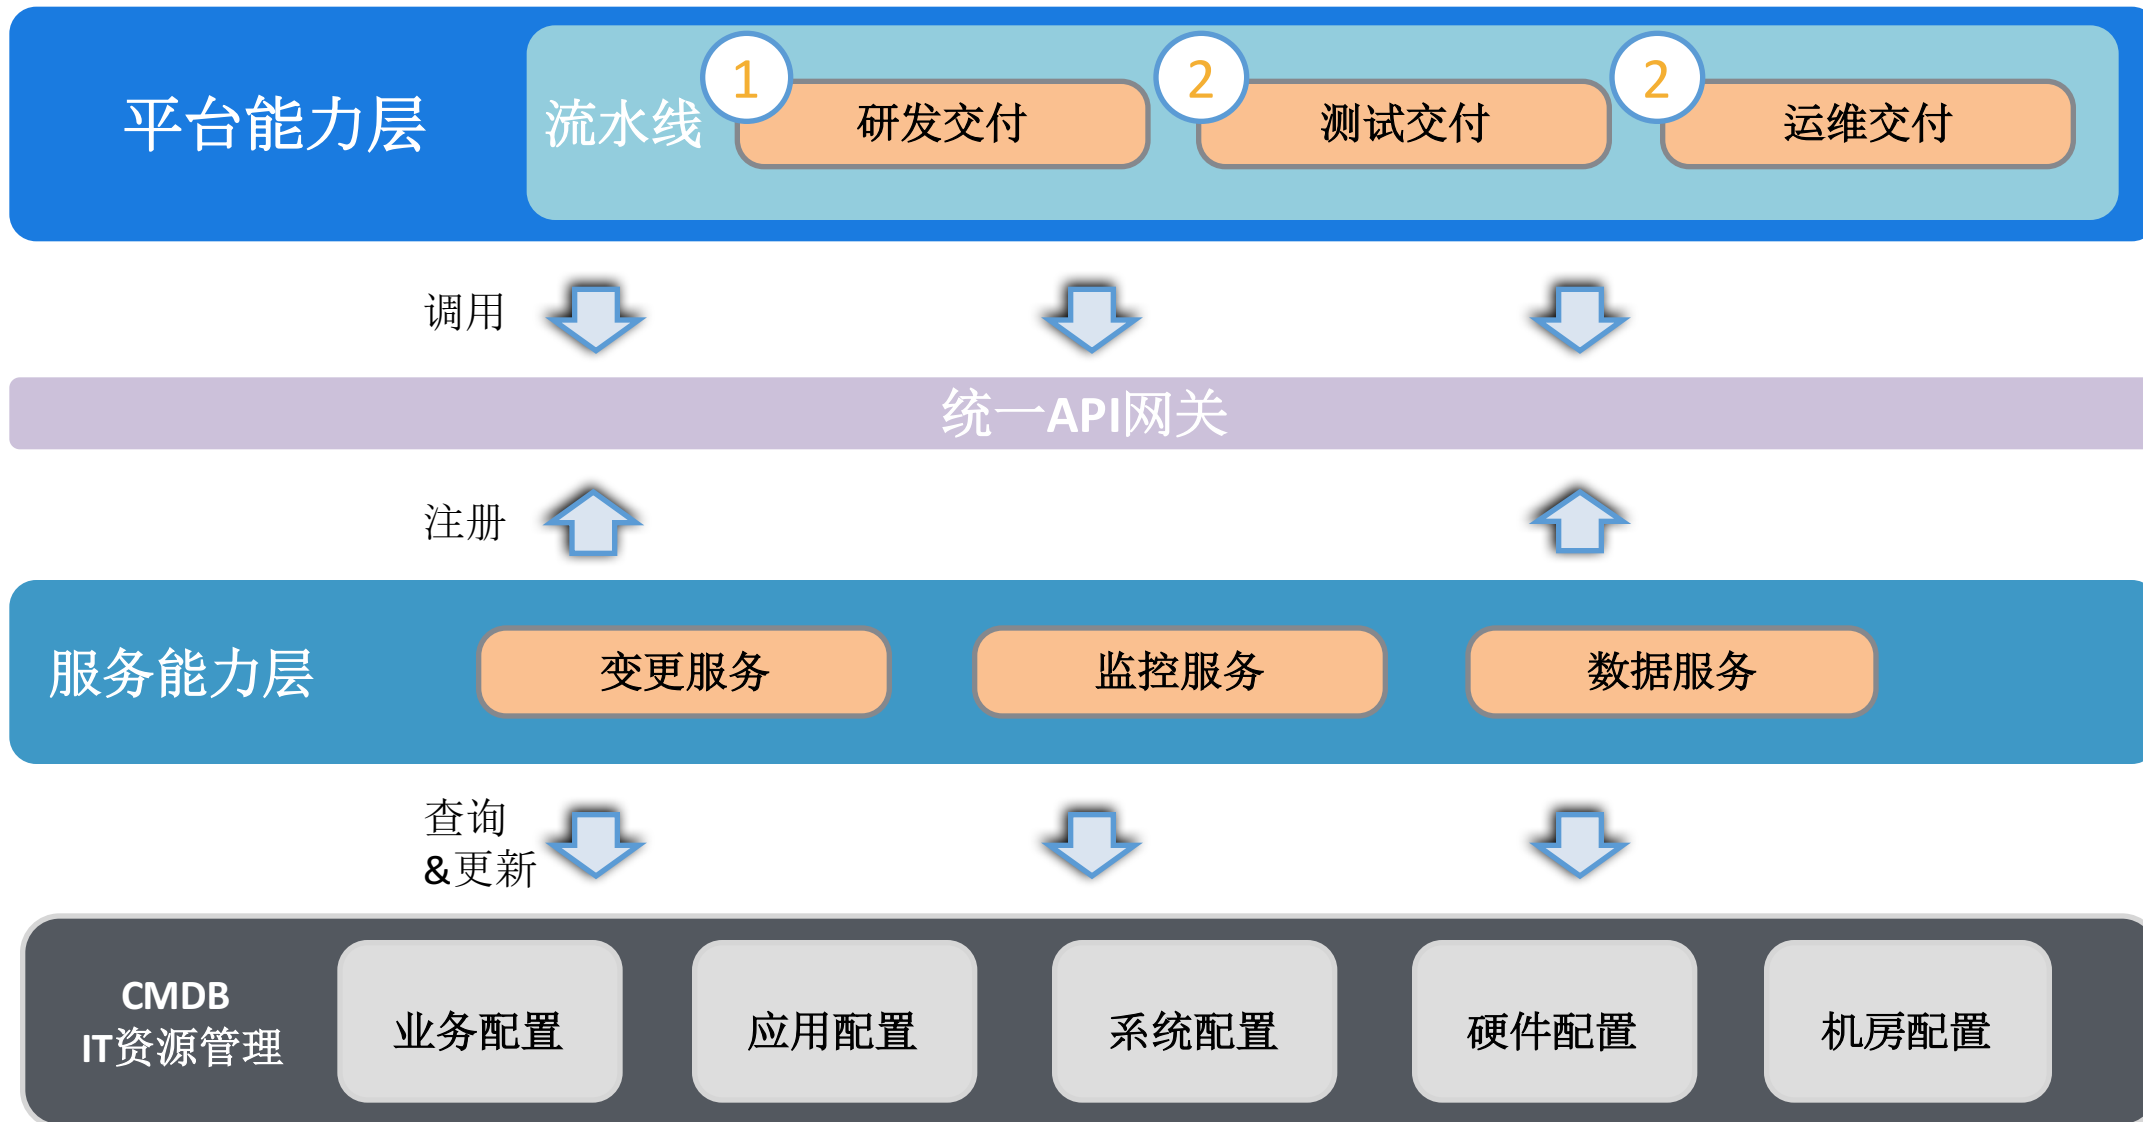 平台能力层
流水线
1
研发交付
2
测试交付
2
运维交付
调用
统一API网关
注册
服务能力层
变更服务
监控服务
数据服务
查询
&更新
CMDB
IT资源管理
业务配置
应用配置
系统配置
硬件配置
机房配置